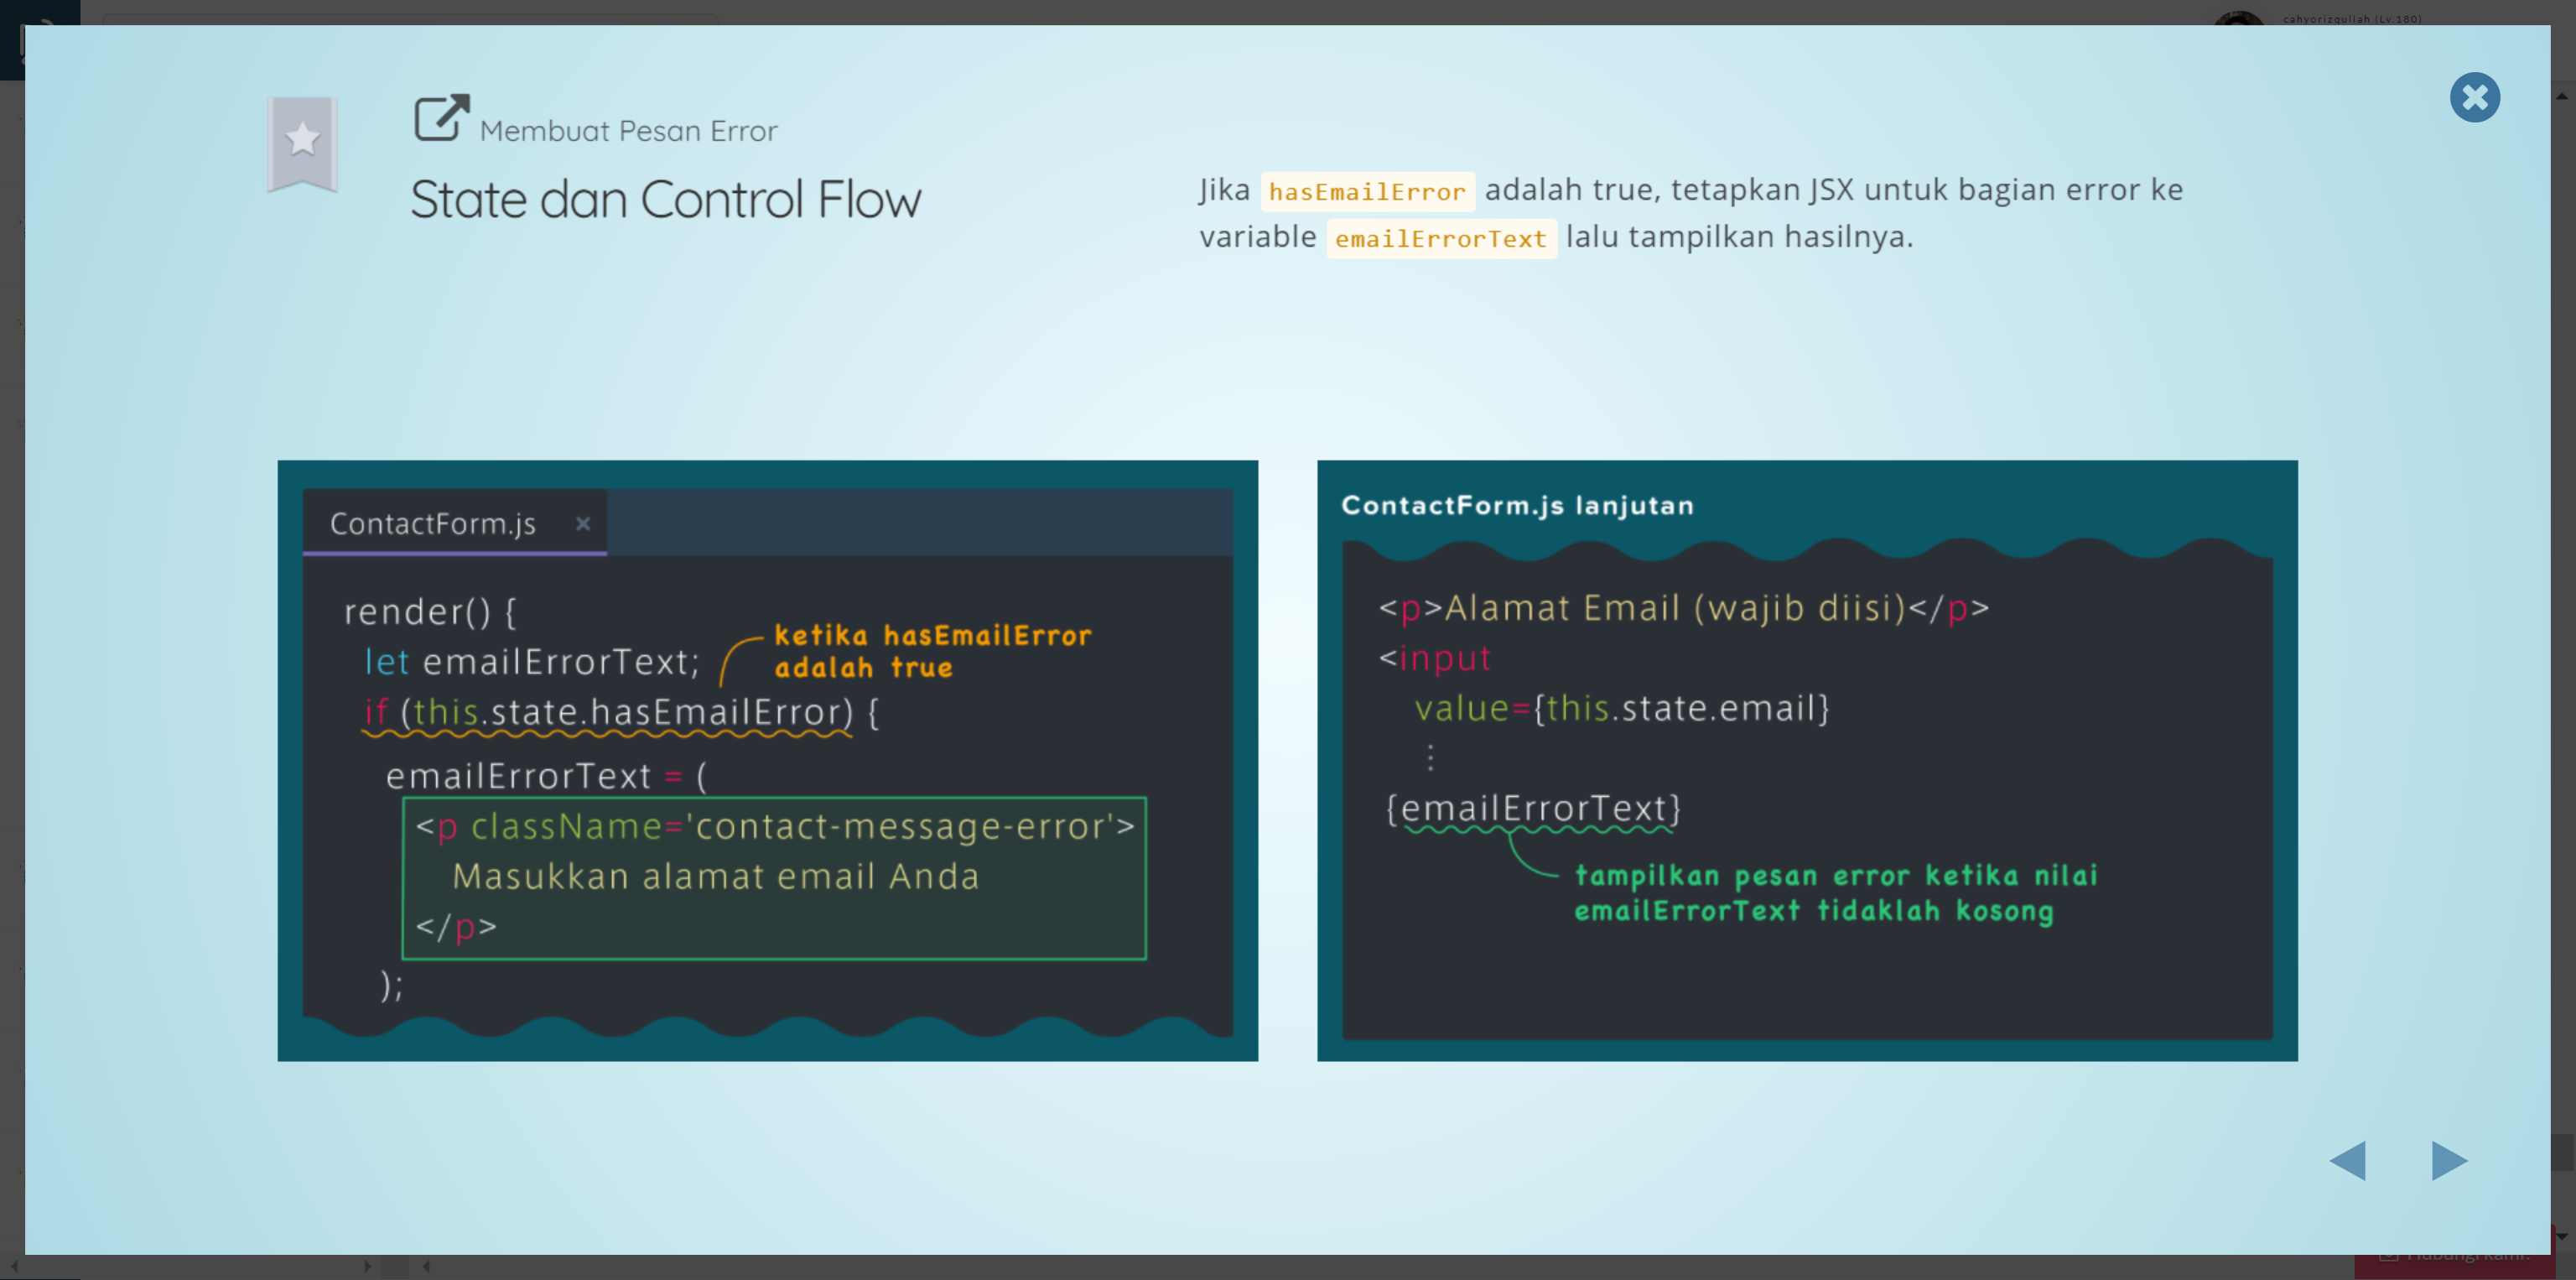 cahyorizqullah (Lv.180)
Membuat Pesan Error
State dan Control Flow
Jika hasEmailError adalah true, tetapkan JSX untuk bagian error ke
variable emailErrorText lalu tampilkan hasilnya.
ContactForm.js ×
render() {
let emailErrorText;
ketika hasEmailError
adalah true
if (this.state.hasEmailError) {
emailErrorText = (
<p className='contact-message-error'>
Masukkan alamat email Anda
</p>
);
ContactForm.js lanjutan
<p>Alamat Email (wajib diisi)</p>
<input
value={this.state.email}
⋮
{emailErrorText}
tampilkan pesan error ketika nilai
emailErrorText tidaklah kosong
Hubungi kami!